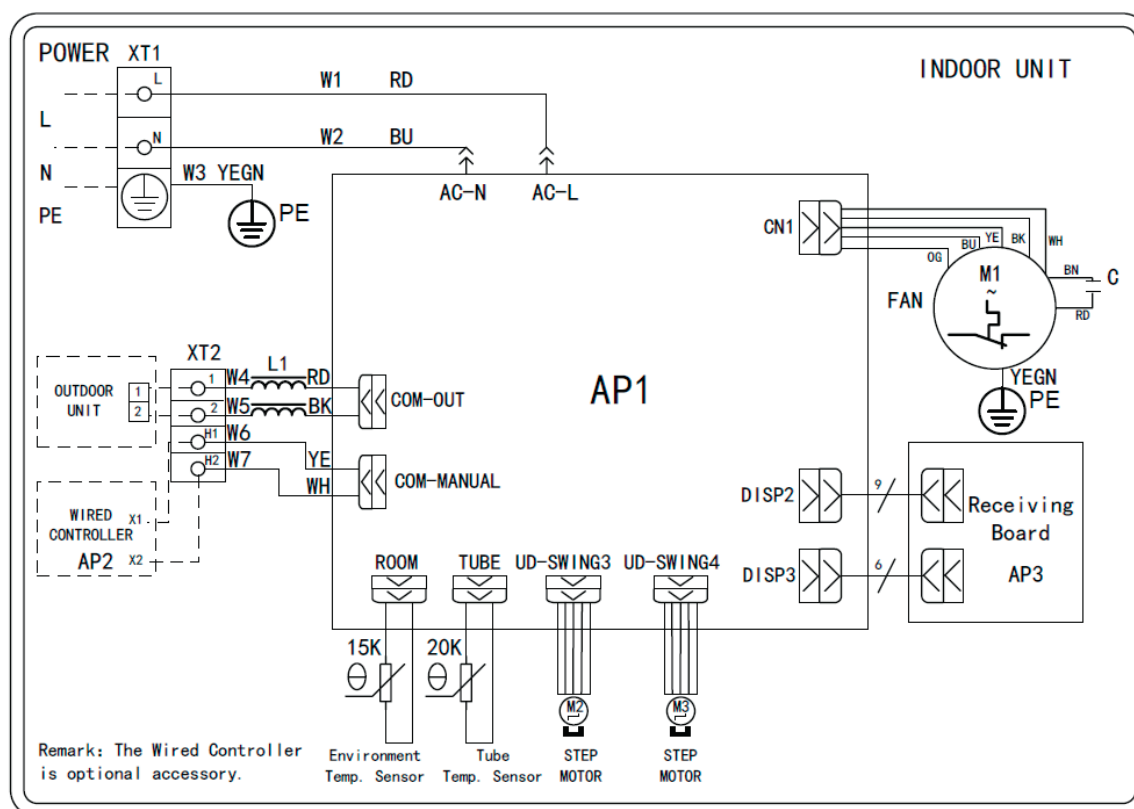 POWER XT1
INDOOR UNIT
L
W1 RD
L
N
W2 BU
N
W3 YEGN
PE
PE
AC-N AC-L
CN1
OG BU YE BK WH
M1
~
BN
C
RD
FAN
YEGN
PE
XT2
L1
OUTDOOR
UNIT
1
2
1
W4
RD
2
W5
BK
COM-OUT
H1
W6
YE
H2
W7
WH
COM-MANUAL
AP1
WIRED
CONTROLLER
AP2
X1
X2
DISP2
9
Receiving
Board
AP3
DISP3
6
ROOM TUBE UD-SWING3 UD-SWING4
15K 20K
M2 M3
Environment
Temp. Sensor
Tube
Temp. Sensor
STEP
MOTOR
STEP
MOTOR
Remark: The Wired Controller
is optional accessory.